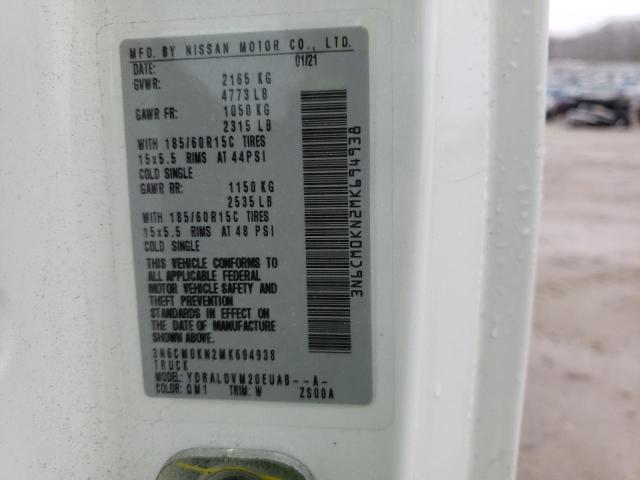 MFD. BY NISSAN MOTOR CO., LTD.
DATE: 01/21
GVWR: 2165 KG
4773 LB
GAWR FR: 1050 KG
2315 LB
WITH 185/60R15C TIRES
15x5.5 RIMS AT 44PSI
COLD SINGLE
GAWR RR: 1150 KG
2535 LB
WITH 185/60R15C TIRES
15x5.5 RIMS AT 48 PSI
COLD SINGLE
THIS VEHICLE CONFORMS TO
ALL APPLICABLE FEDERAL
MOTOR VEHICLE SAFETY AND
THEFT PREVENTION
STANDARDS IN EFFECT ON
THE DATE OF MANUFACTURE
SHOWN ABOVE.
3N6CM0KN2MK694938
TRUCK
MODEL: YDRALDVM20EUAB--A-
COLOR: QM1 TRIM: W ZS00A
3N6CM0KN2MK694938